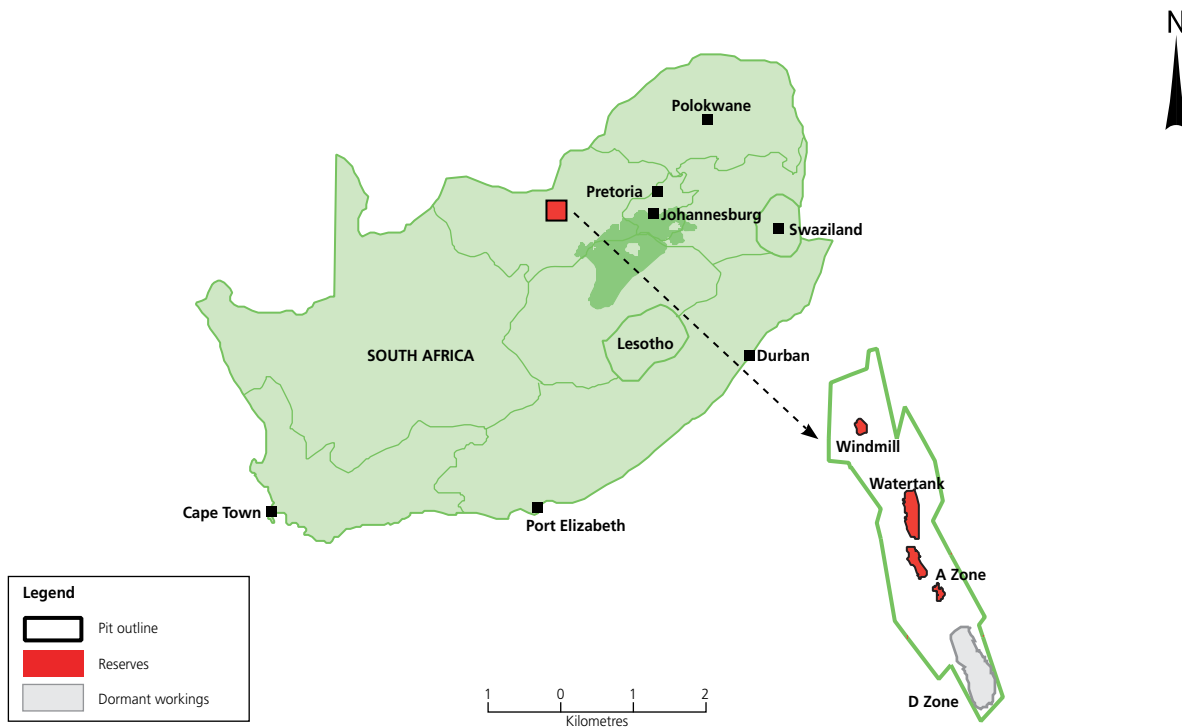 N
Polokwane
Pretoria
Johannesburg
Swaziland
Lesotho
SOUTH AFRICA
Durban
Windmill
Watertank
Cape Town
Port Elizabeth
A Zone
D Zone
Legend
Pit outline
Reserves
Dormant workings
1 0 1 2
Kilometres